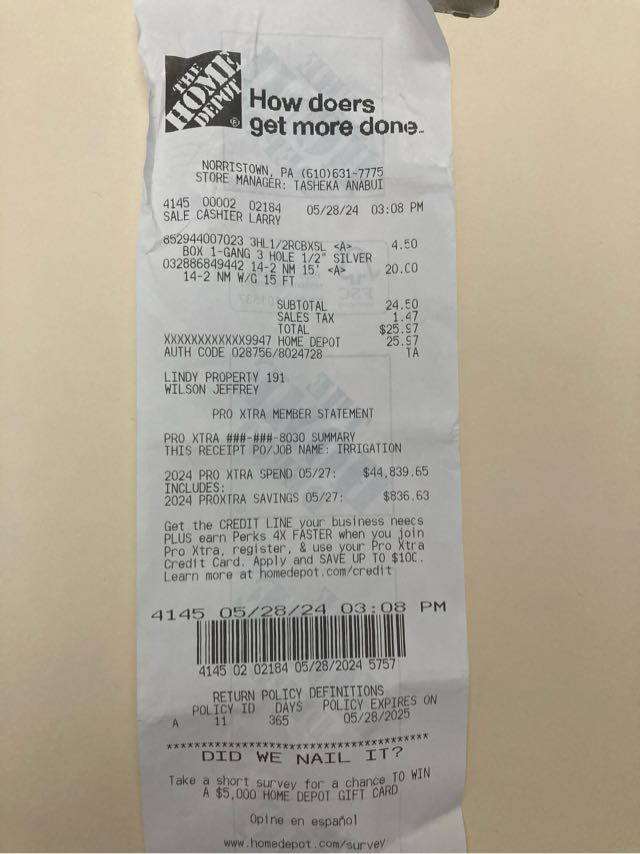 THE
HOME
DEPOT
®
How doers
get more done™
NORRISTOWN, PA (610)631-7775
STORE MANAGER: TASHEKA ANABUI
4145 00002 02184 05/28/24 03:08 PM
SALE CASHIER LARRY
852944007023 3HL1/2RCBXSL <A> 4.50
BOX 1-GANG 3 HOLE 1/2" SILVER
032886849442 14-2 NM 15' <A> 20.00
14-2 NM W/G 15 FT
SUBTOTAL 24.50
SALES TAX 1.47
TOTAL $25.97
XXXXXXXXXXXX9947 HOME DEPOT 25.97
AUTH CODE 028756/8024728 TA
LINDY PROPERTY 191
WILSON JEFFREY
PRO XTRA MEMBER STATEMENT
PRO XTRA ###-###-8030 SUMMARY
THIS RECEIPT PO/JOB NAME: IRRIGATION
2024 PRO XTRA SPEND 05/27: $44,839.65
INCLUDES:
2024 PROXTRA SAVINGS 05/27: $836.63
Get the CREDIT LINE your business needs
PLUS earn Perks 4X FASTER when you join
Pro Xtra, register, & use your Pro Xtra
Credit Card. Apply and SAVE UP TO $100.
Learn more at homedepot.com/credit
4145 05/28/24 03:08 PM
4145 02 02184 05/28/2024 5757
RETURN POLICY DEFINITIONS
POLICY ID DAYS POLICY EXPIRES ON
A 11 365 05/28/2025
****************************************
DID WE NAIL IT?
Take a short survey for a chance TO WIN
A $5,000 HOME DEPOT GIFT CARD
Opine en español
www.homedepot.com/survey